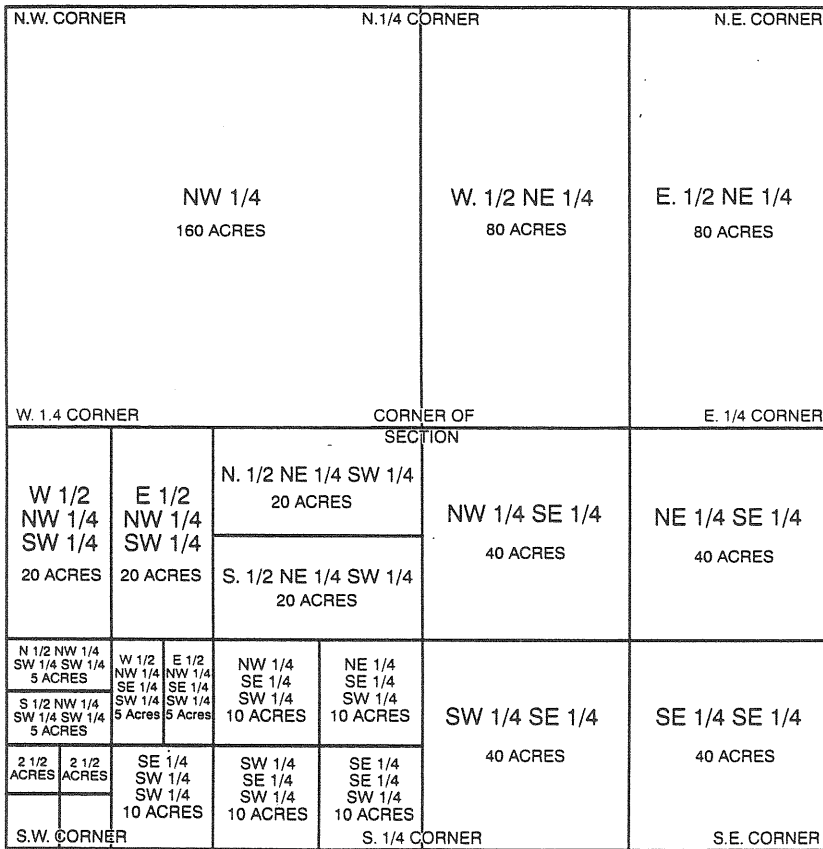 N.W. CORNER
N.1/4 CORNER
N.E. CORNER
NW 1/4
160 ACRES
W. 1/2 NE 1/4
80 ACRES
E. 1/2 NE 1/4
80 ACRES
W. 1.4 CORNER
CORNER OF
SECTION
E. 1/4 CORNER
W 1/2
NW 1/4
SW 1/4
20 ACRES
E 1/2
NW 1/4
SW 1/4
20 ACRES
N. 1/2 NE 1/4 SW 1/4
20 ACRES
S. 1/2 NE 1/4 SW 1/4
20 ACRES
NW 1/4 SE 1/4
40 ACRES
NE 1/4 SE 1/4
40 ACRES
N 1/2 NW 1/4
SW 1/4 SW 1/4
5 ACRES
S 1/2 NW 1/4
SW 1/4 SW 1/4
5 ACRES
W 1/2
NW 1/4
SE 1/4
SW 1/4
5 Acres
E 1/2
NW 1/4
SE 1/4
SW 1/4
5 Acres
NW 1/4
SE 1/4
SW 1/4
10 ACRES
NE 1/4
SE 1/4
SW 1/4
10 ACRES
SW 1/4 SE 1/4
40 ACRES
SE 1/4 SE 1/4
40 ACRES
2 1/2
ACRES
2 1/2
ACRES
SE 1/4
SW 1/4
SW 1/4
10 ACRES
SW 1/4
SE 1/4
SW 1/4
10 ACRES
SE 1/4
SE 1/4
SW 1/4
10 ACRES
S.W. CORNER
S. 1/4 CORNER
S.E. CORNER